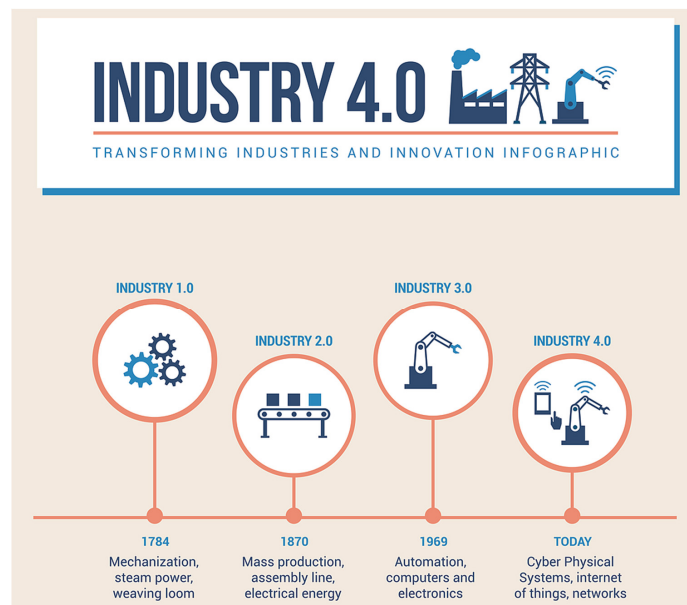 INDUSTRY 4.0
TRANSFORMING INDUSTRIES AND INNOVATION INFOGRAPHIC
INDUSTRY 1.0
1784
Mechanization,
steam power,
weaving loom
INDUSTRY 2.0
1870
Mass production,
assembly line,
electrical energy
INDUSTRY 3.0
1969
Automation,
computers and
electronics
INDUSTRY 4.0
TODAY
Cyber Physical
Systems, internet
of things, networks